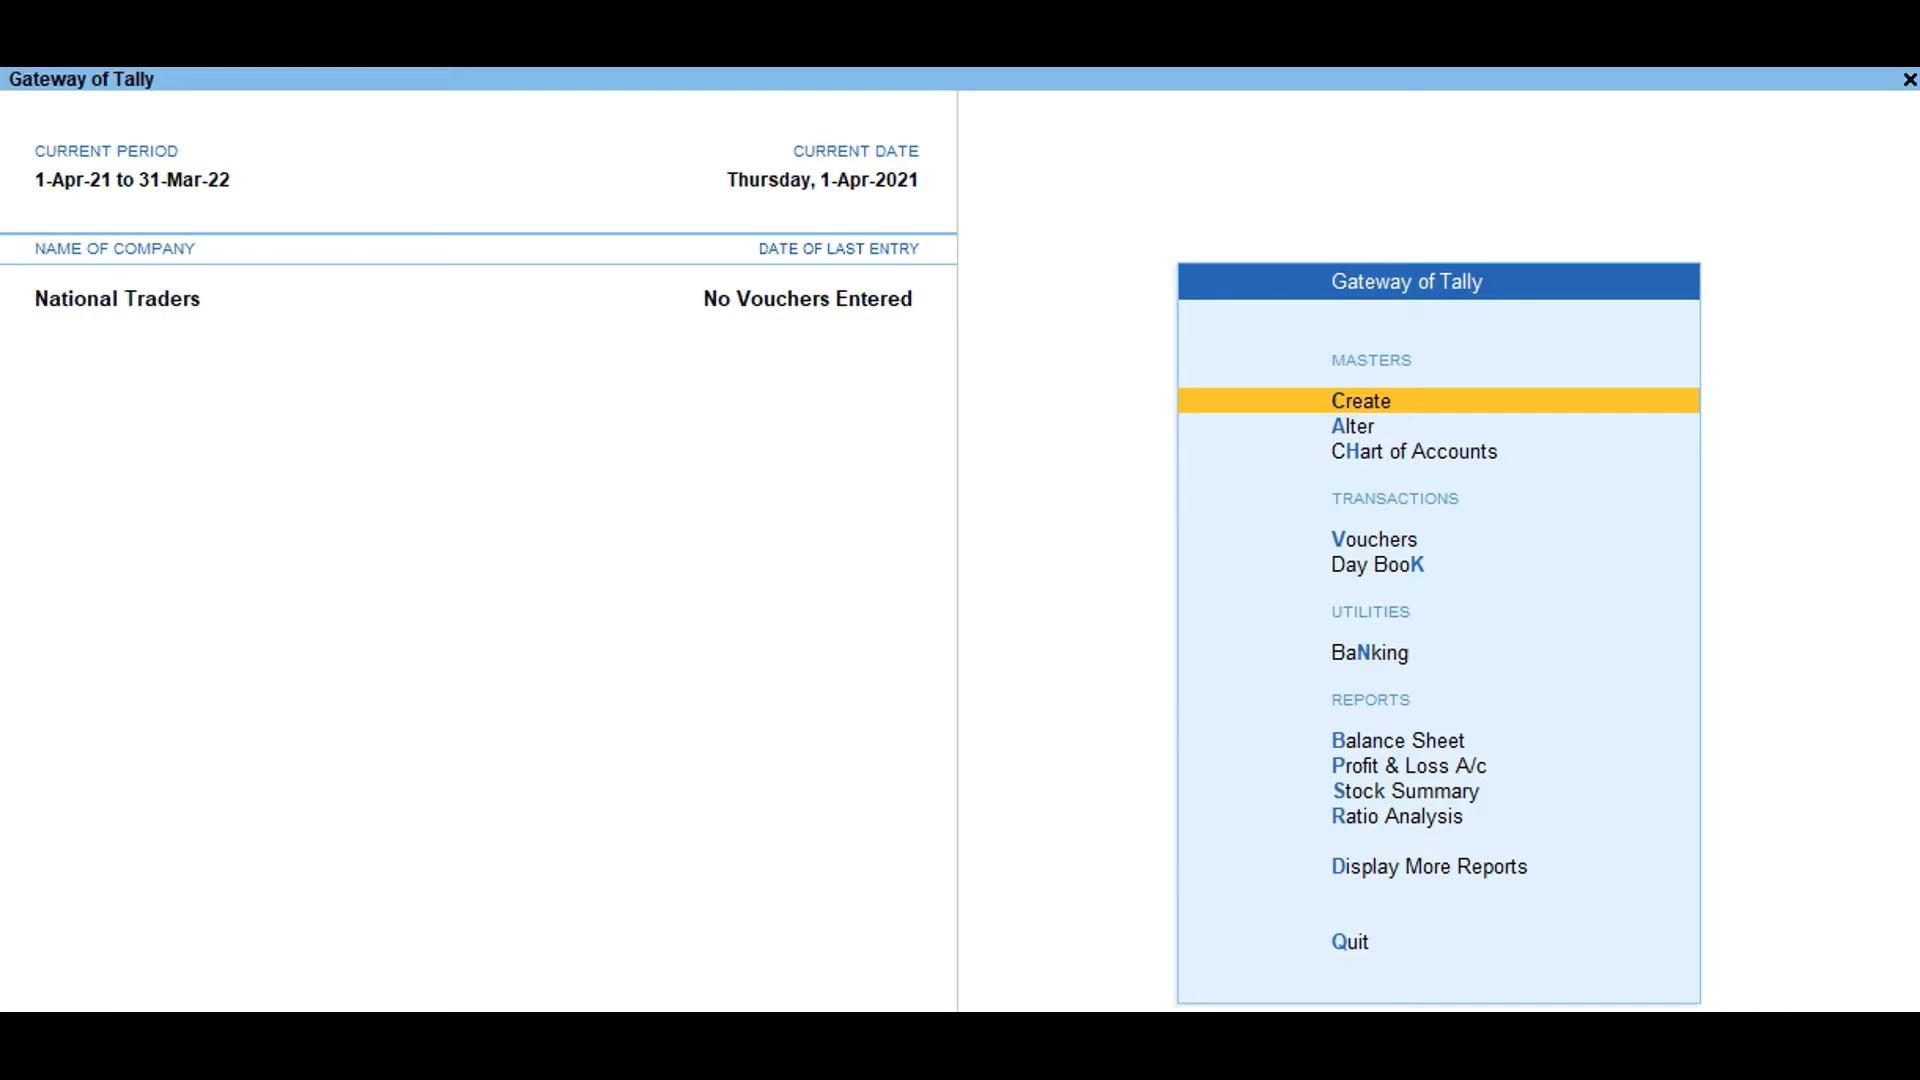 Gateway of Tally
CURRENT PERIOD
CURRENT DATE
1-Apr-21 to 31-Mar-22
Thursday, 1-Apr-2021
NAME OF COMPANY
DATE OF LAST ENTRY
National Traders
No Vouchers Entered
Gateway of Tally
MASTERS
Create
Alter
CHart of Accounts
TRANSACTIONS
Vouchers
Day BooK
UTILITIES
BaNking
REPORTS
Balance Sheet
Profit & Loss A/c
Stock Summary
Ratio Analysis
Display More Reports
Quit